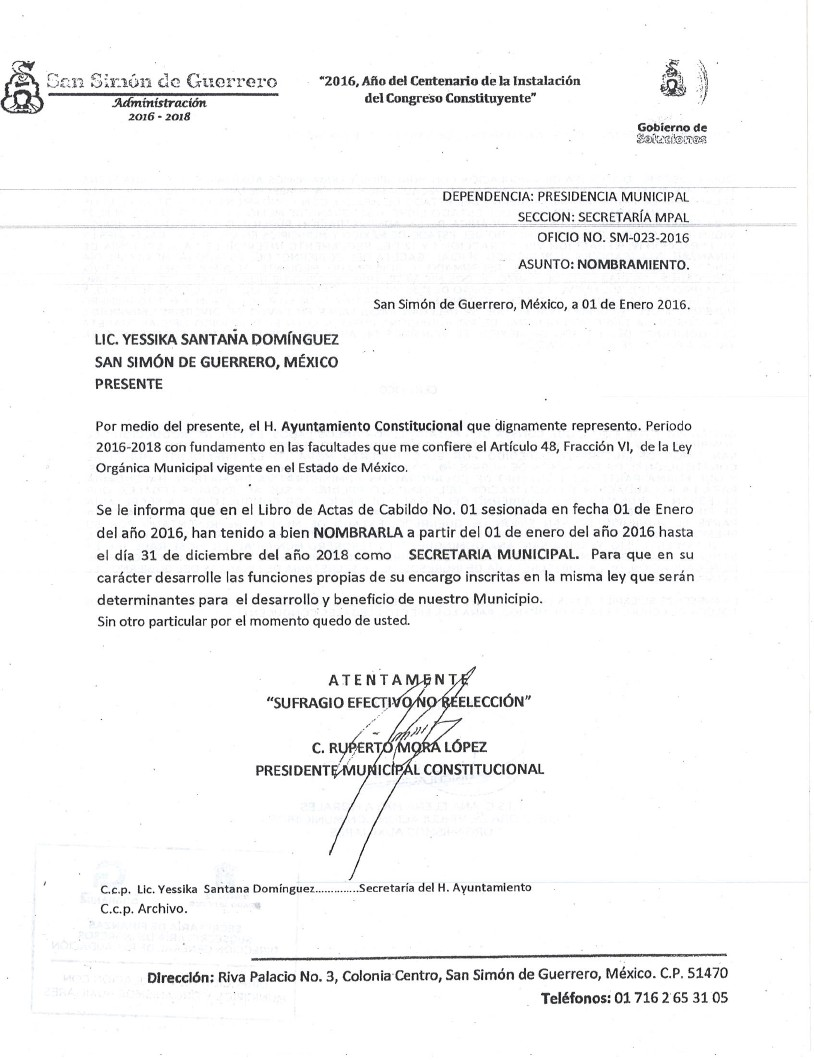 San Simón de Guerrero
Administración
2016 - 2018
"2016, Año del Centenario de la Instalación
del Congreso Constituyente"
Gobierno de
Soluciones
DEPENDENCIA: PRESIDENCIA MUNICIPAL
SECCION: SECRETARÍA MPAL
OFICIO NO. SM-023-2016
ASUNTO: NOMBRAMIENTO.
San Simón de Guerrero, México, a 01 de Enero 2016.
LIC. YESSIKA SANTANA DOMÍNGUEZ
SAN SIMÓN DE GUERRERO, MÉXICO
PRESENTE
Por medio del presente, el H. Ayuntamiento Constitucional que dignamente represento. Periodo
2016-2018 con fundamento en las facultades que me confiere el Artículo 48, Fracción VI, de la Ley
Orgánica Municipal vigente en el Estado de México.
Se le informa que en el Libro de Actas de Cabildo No. 01 sesionada en fecha 01 de Enero
del año 2016, han tenido a bien NOMBRARLA a partir del 01 de enero del año 2016 hasta
el día 31 de diciembre del año 2018 como SECRETARIA MUNICIPAL. Para que en su
carácter desarrolle las funciones propias de su encargo inscritas en la misma ley que serán
determinantes para el desarrollo y beneficio de nuestro Municipio.
Sin otro particular por el momento quedo de usted.
A T E N T A M E N T E
"SUFRAGIO EFECTIVO NO REELECCIÓN"
C. RUPERTO MORA LÓPEZ
PRESIDENTE MUNICIPAL CONSTITUCIONAL
C.c.p. Lic. Yessika Santana Domínguez..............Secretaría del H. Ayuntamiento
C.c.p. Archivo.
Dirección: Riva Palacio No. 3, Colonia Centro, San Simón de Guerrero, México. C.P. 51470
Teléfonos: 01 716 2 65 31 05